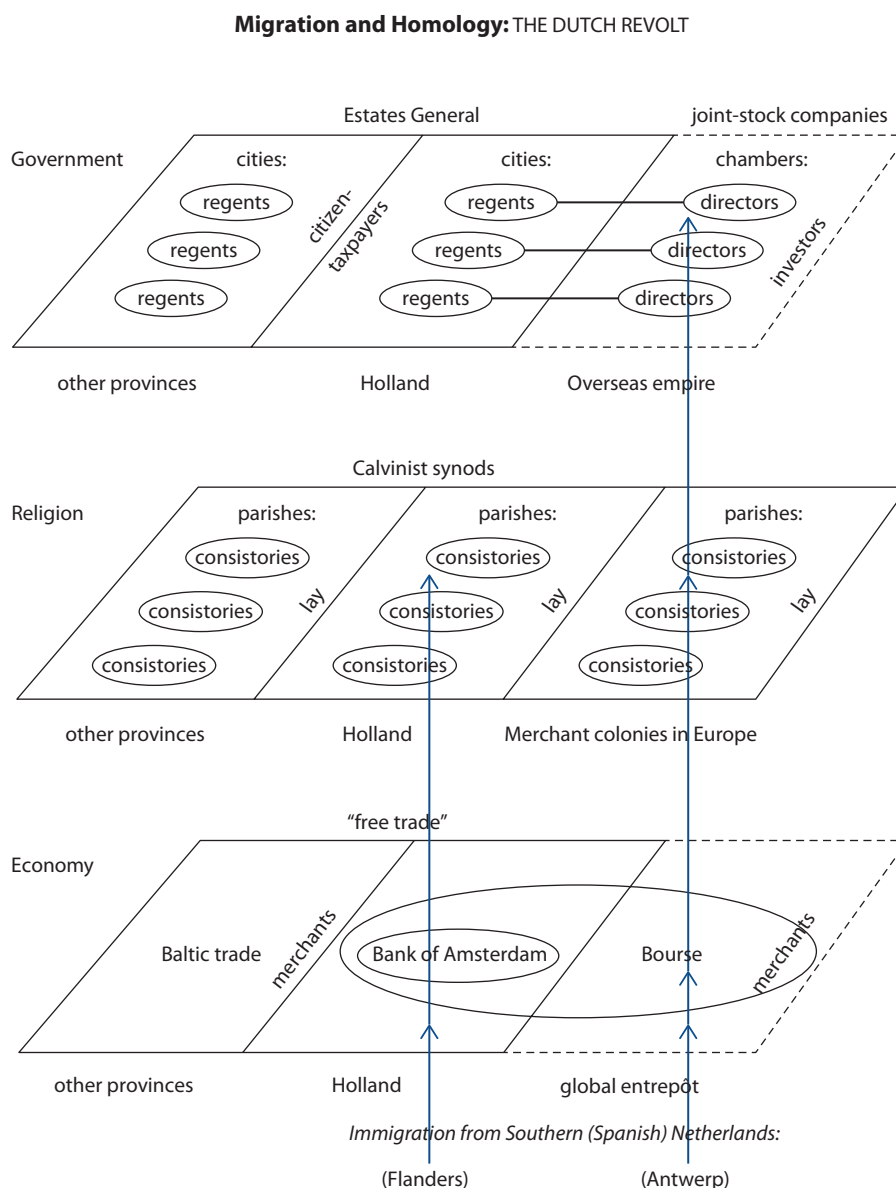 Migration and Homology: THE DUTCH REVOLT
Estates General
joint-stock companies
Government
cities:
cities:
chambers:
regents
regents
directors
citizen-
taxpayers
regents
regents
directors
investors
regents
regents
directors
other provinces
Holland
Overseas empire
Calvinist synods
Religion
parishes:
parishes:
parishes:
consistories
consistories
consistories
lay
lay
lay
consistories
consistories
consistories
consistories
consistories
consistories
other provinces
Holland
Merchant colonies in Europe
“free trade”
Economy
Baltic trade
merchants
Bank of Amsterdam
Bourse
merchants
other provinces
Holland
global entrepôt
Immigration from Southern (Spanish) Netherlands:
(Flanders)
(Antwerp)